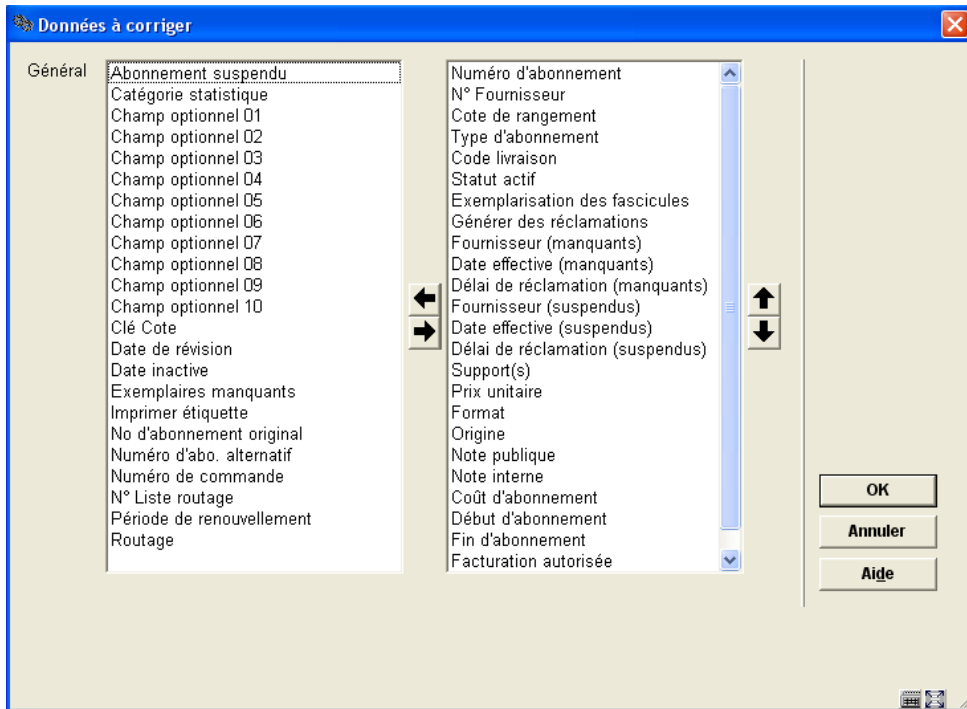 Données à corriger
Général
Abonnement suspendu
Catégorie statistique
Champ optionnel 01
Champ optionnel 02
Champ optionnel 03
Champ optionnel 04
Champ optionnel 05
Champ optionnel 06
Champ optionnel 07
Champ optionnel 08
Champ optionnel 09
Champ optionnel 10
Clé Cote
Date de révision
Date inactive
Exemplaires manquants
Imprimer étiquette
No d'abonnement original
Numéro d'abo. alternatif
Numéro de commande
N° Liste routage
Période de renouvellement
Routage
Numéro d'abonnement
N° Fournisseur
Cote de rangement
Type d'abonnement
Code livraison
Statut actif
Exemplarisation des fascicules
Générer des réclamations
Fournisseur (manquants)
Date effective (manquants)
Délai de réclamation (manquants)
Fournisseur (suspendus)
Date effective (suspendus)
Délai de réclamation (suspendus)
Support(s)
Prix unitaire
Format
Origine
Note publique
Note interne
Coût d'abonnement
Début d'abonnement
Fin d'abonnement
Facturation autorisée
OK
Annuler
Aide